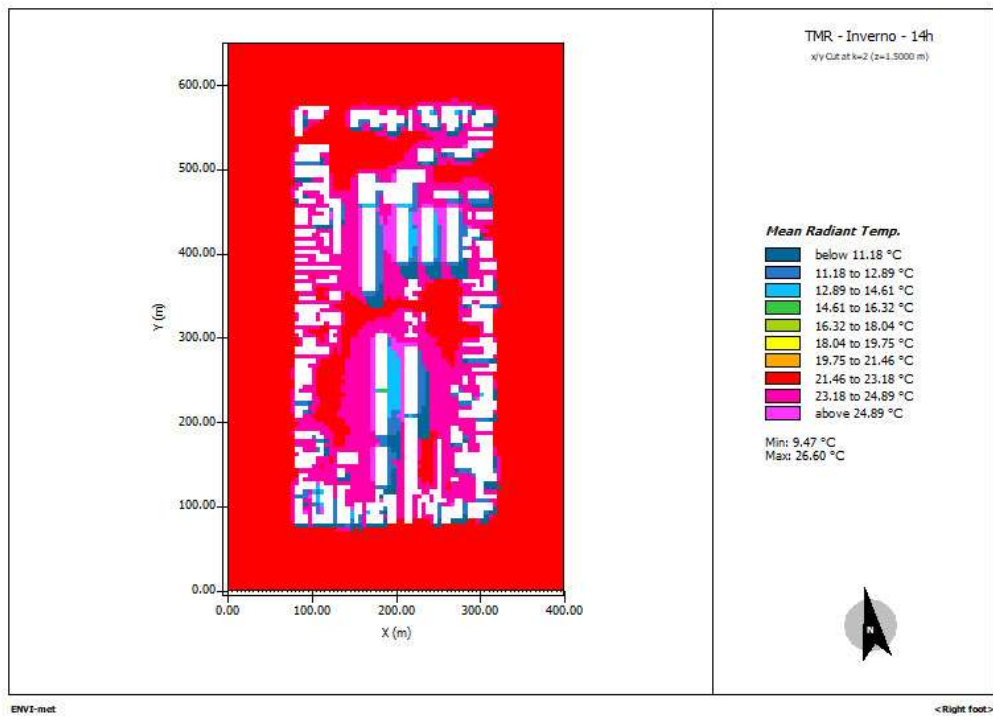 TMR - Inverno - 14h
x/y Cut at k=2 (z=1.5000 m)
600.00
500.00
400.00
300.00
200.00
100.00
0.00
Y (m)
0.00 100.00 200.00 300.00 400.00
X (m)
Mean Radiant Temp.
below 11.18 °C
11.18 to 12.89 °C
12.89 to 14.61 °C
14.61 to 16.32 °C
16.32 to 18.04 °C
18.04 to 19.75 °C
19.75 to 21.46 °C
21.46 to 23.18 °C
23.18 to 24.89 °C
above 24.89 °C
Min: 9.47 °C
Max: 26.60 °C
N
ENVI-met
<Right foot>